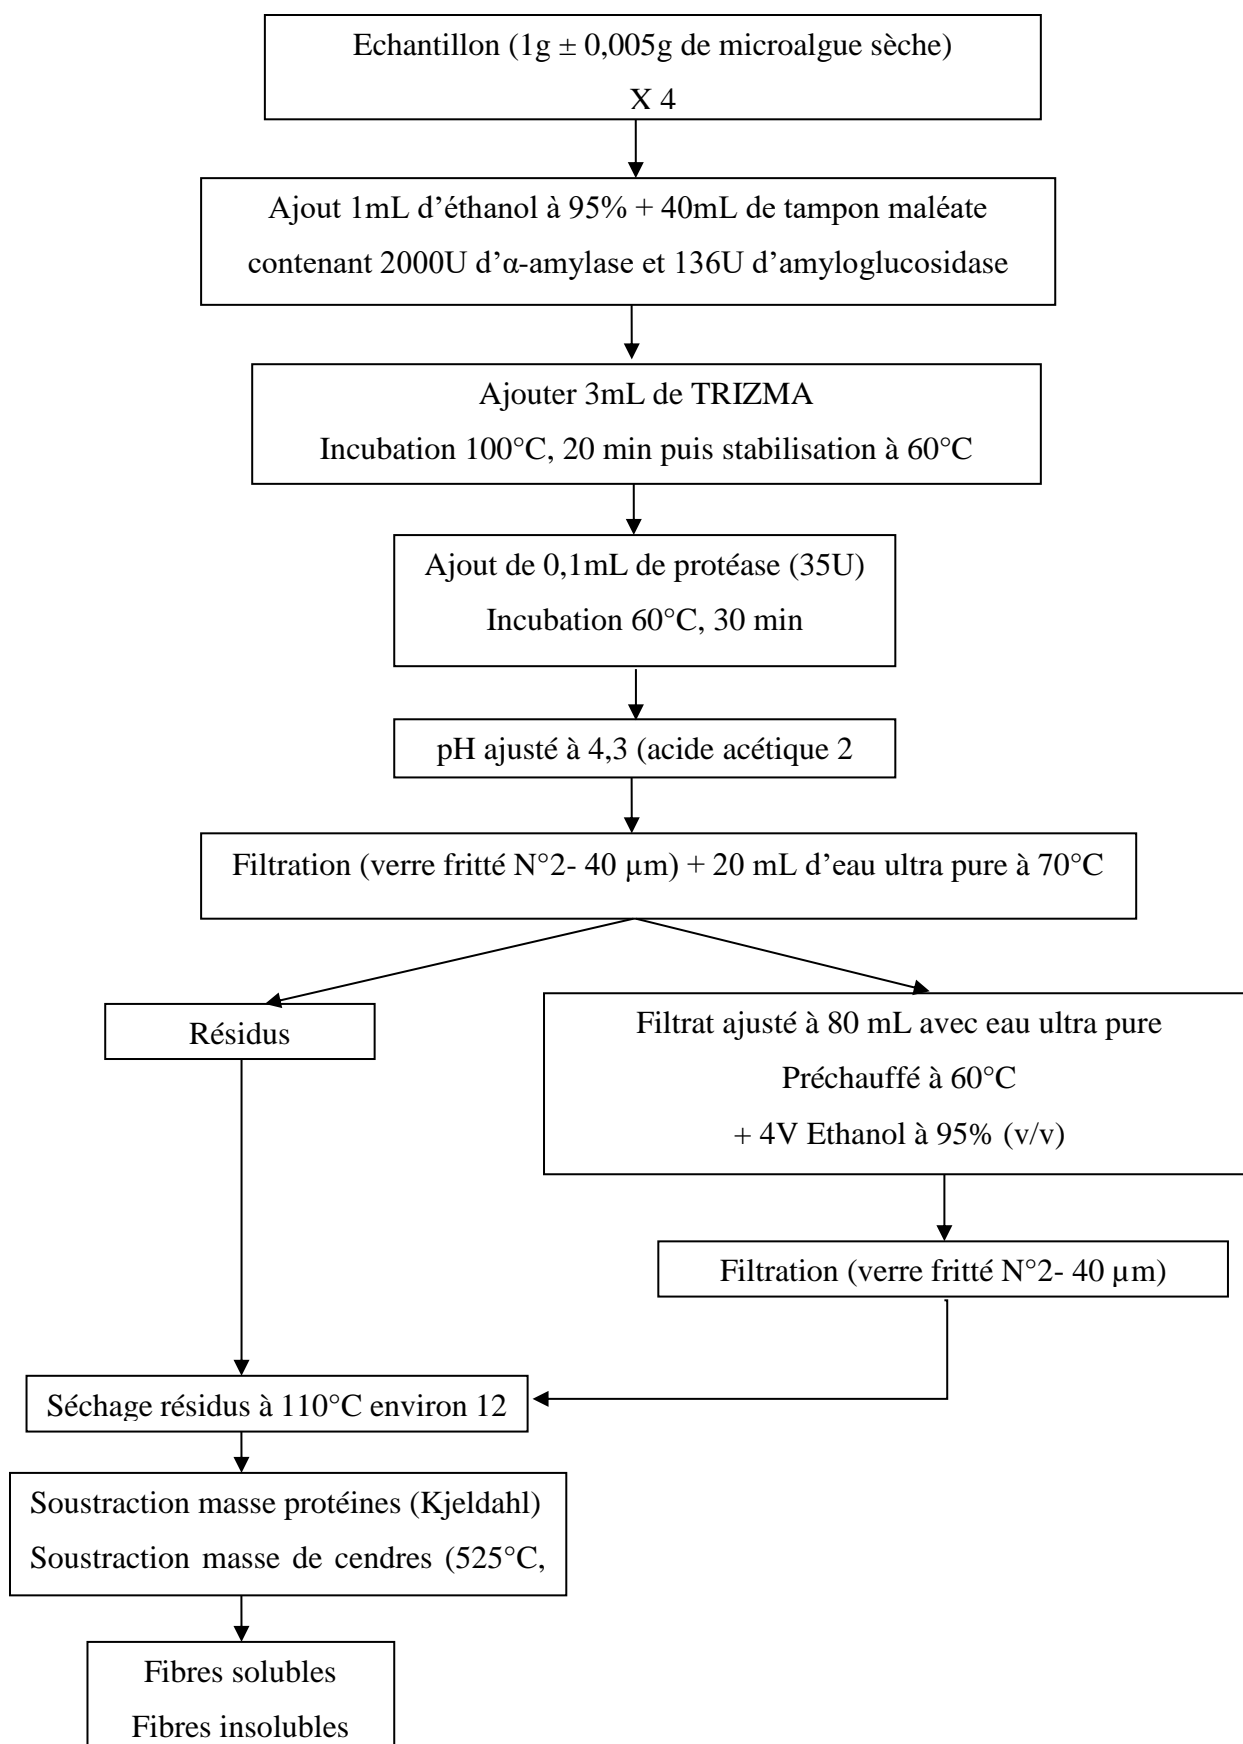 Echantillon (1g ± 0,005g de microalgue sèche)
X 4
Ajout 1mL d’éthanol à 95% + 40mL de tampon maléate
contenant 2000U d’α-amylase et 136U d’amyloglucosidase
Ajouter 3mL de TRIZMA
Incubation 100°C, 20 min puis stabilisation à 60°C
Ajout de 0,1mL de protéase (35U)
Incubation 60°C, 30 min
pH ajusté à 4,3 (acide acétique 2
Filtration (verre fritté N°2- 40 µm) + 20 mL d’eau ultra pure à 70°C
Résidus
Filtrat ajusté à 80 mL avec eau ultra pure
Préchauffé à 60°C
+ 4V Ethanol à 95% (v/v)
Filtration (verre fritté N°2- 40 µm)
Séchage résidus à 110°C environ 12
Soustraction masse protéines (Kjeldahl)
Soustraction masse de cendres (525°C,
Fibres solubles
Fibres insolubles